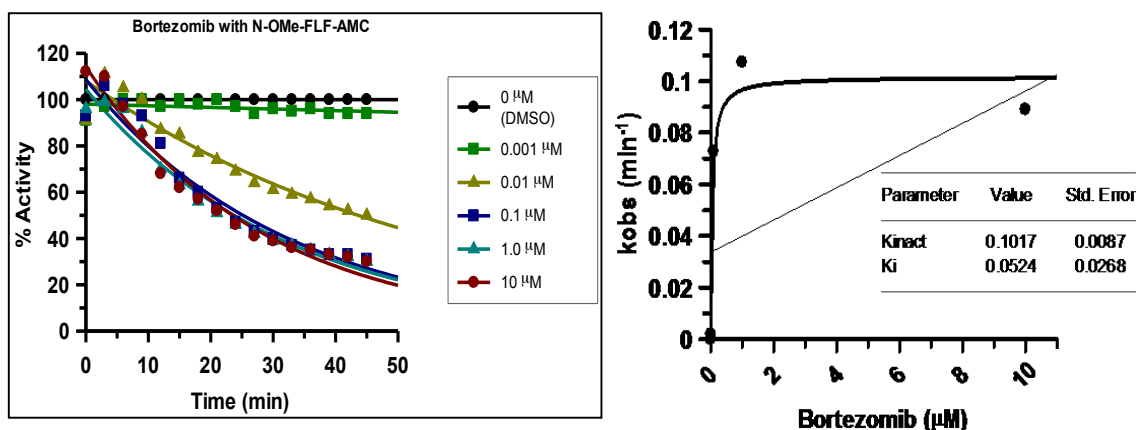 Bortezomib with N-OMe-FLF-AMC
120
100
80
60
40
20
0
% Activity
0 10 20 30 40 50
Time (min)
0 µM
(DMSO)
0.001 µM
0.01 µM
0.1 µM
1.0 µM
10 µM
0.12
0.1
0.08
0.06
0.04
0.02
0
kobs (min-1)
0 2 4 6 8 10
Bortezomib (µM)
Parameter Value Std. Error
Kinact 0.1017 0.0087
Ki 0.0524 0.0268